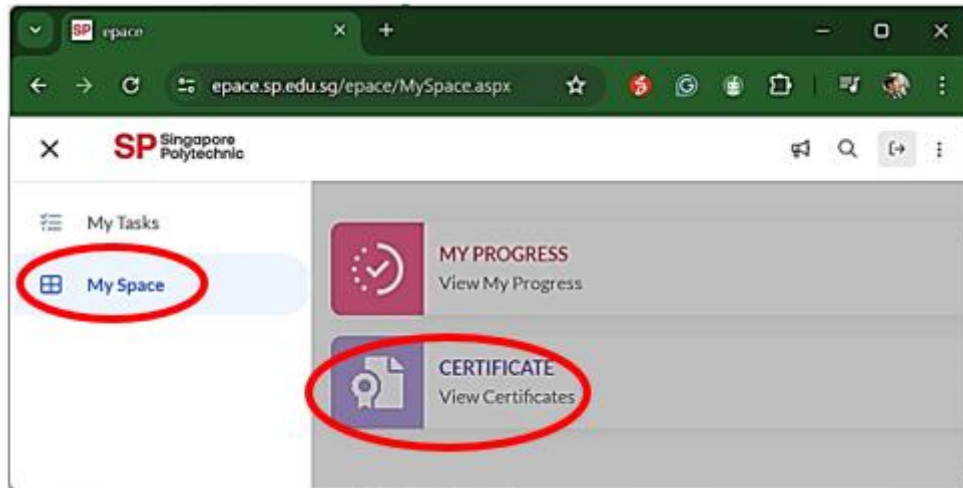 SP epace
epace.sp.edu.sg/epace/MySpace.aspx
SP Singapore
Polytechnic
My Tasks
My Space
MY PROGRESS
View My Progress
CERTIFICATE
View Certificates